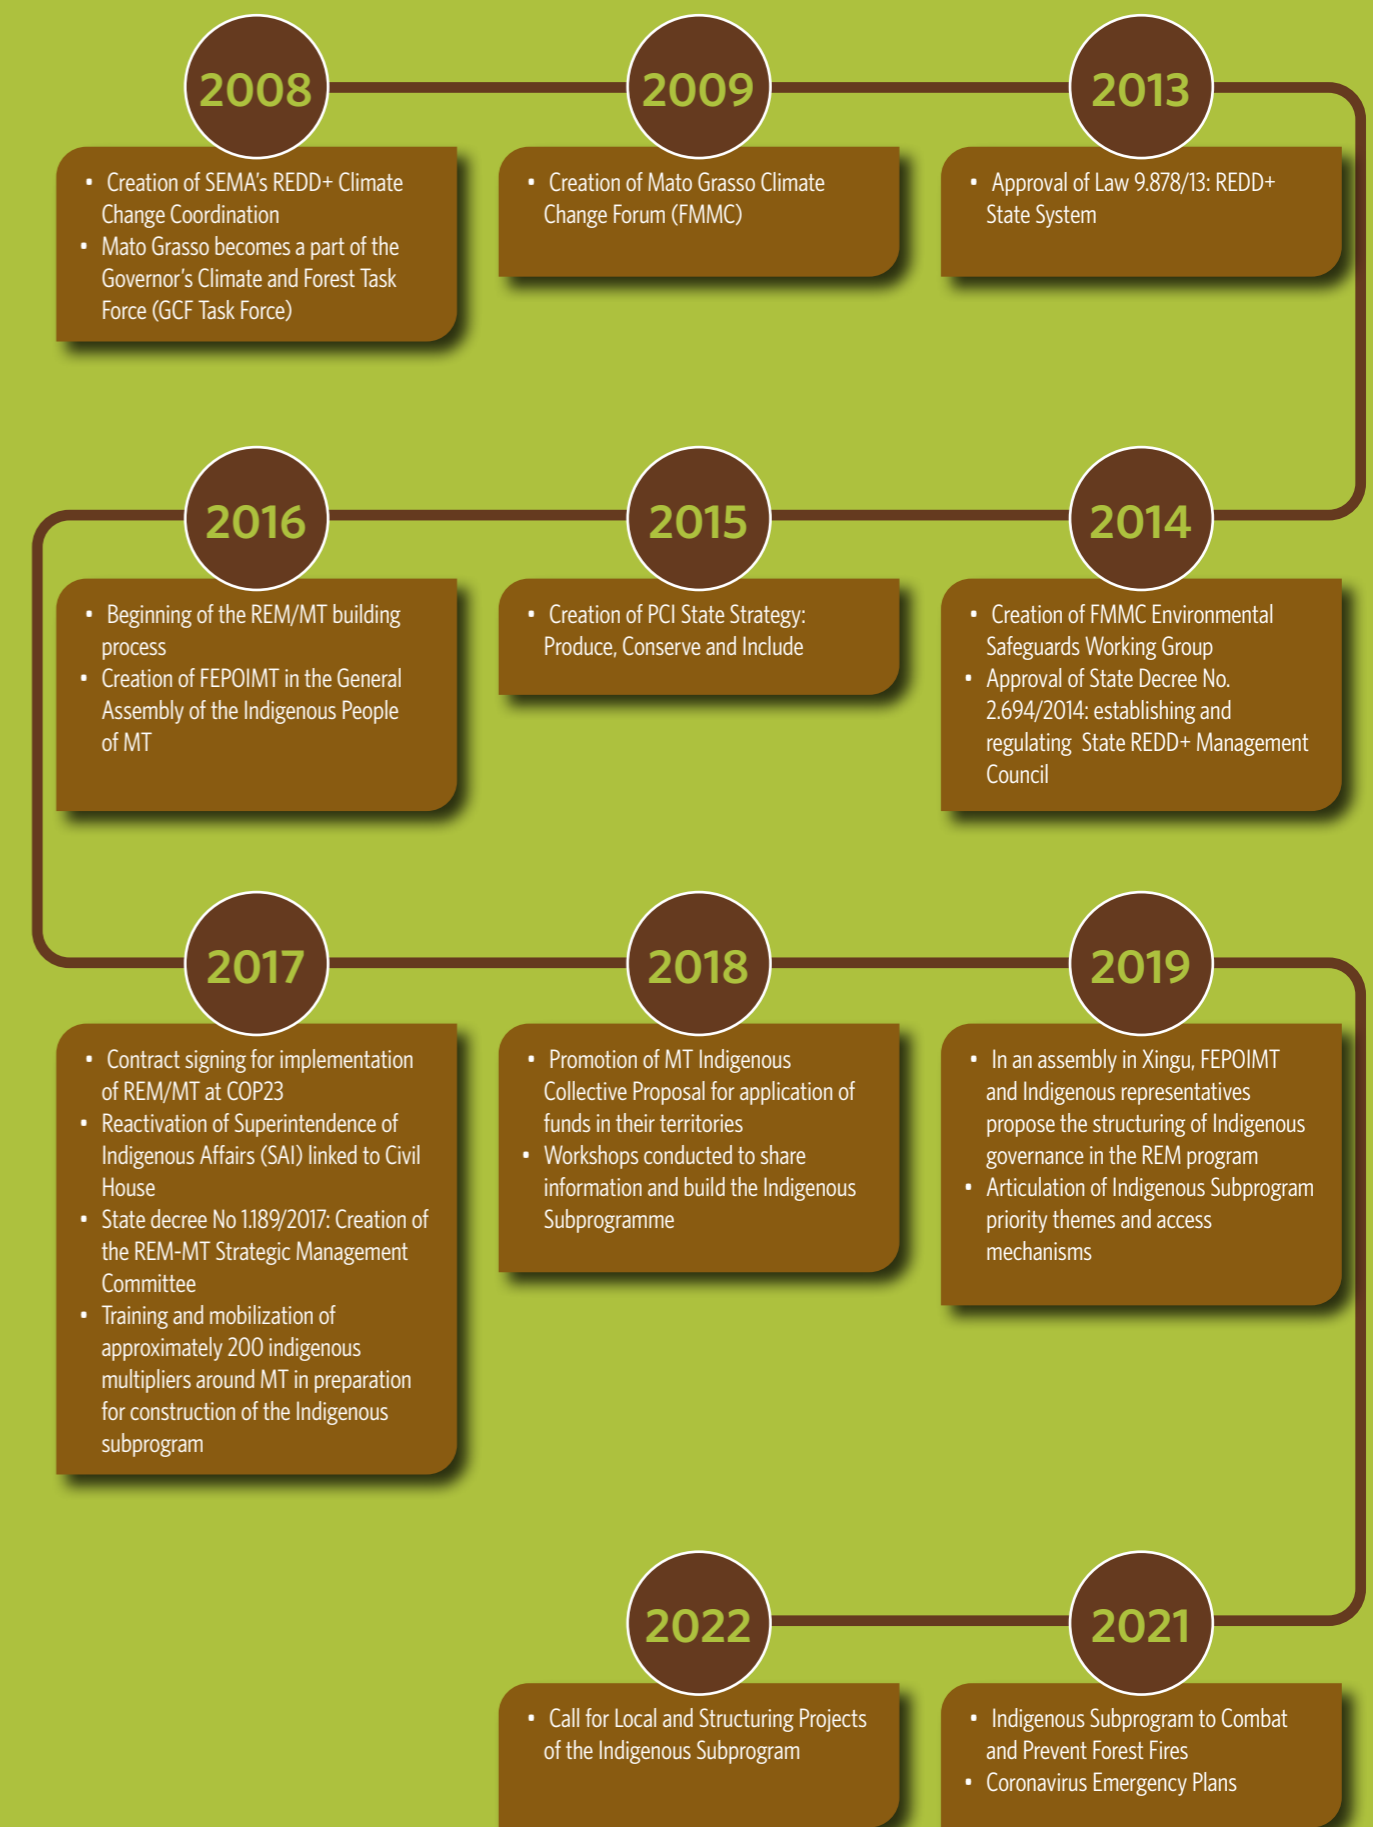 2008
• Creation of SEMA's REDD+ Climate
Change Coordination
• Mato Grasso becomes a part of the
Governor's Climate and Forest Task
Force (GCF Task Force)
2009
• Creation of Mato Grasso Climate
Change Forum (FMMC)
2013
• Approval of Law 9.878/13: REDD+
State System
2014
• Creation of FMMC Environmental
Safeguards Working Group
• Approval of State Decree No.
2.694/2014: establishing and
regulating State REDD+ Management
Council
2015
• Creation of PCI State Strategy:
Produce, Conserve and Include
2016
• Beginning of the REM/MT building
process
• Creation of FEPOIMT in the General
Assembly of the Indigenous People
of MT
2017
• Contract signing for implementation
of REM/MT at COP23
• Reactivation of Superintendence of
Indigenous Affairs (SAI) linked to Civil
House
• State decree No 1.189/2017: Creation of
the REM-MT Strategic Management
Committee
• Training and mobilization of
approximately 200 indigenous
multipliers around MT in preparation
for construction of the Indigenous
subprogram
2018
• Promotion of MT Indigenous
Collective Proposal for application of
funds in their territories
• Workshops conducted to share
information and build the Indigenous
Subprogramme
2019
• In an assembly in Xingu, FEPOIMT
and Indigenous representatives
propose the structuring of Indigenous
governance in the REM program
• Articulation of Indigenous Subprogram
priority themes and access
mechanisms
2021
• Indigenous Subprogram to Combat
and Prevent Forest Fires
• Coronavirus Emergency Plans
2022
• Call for Local and Structuring Projects
of the Indigenous Subprogram